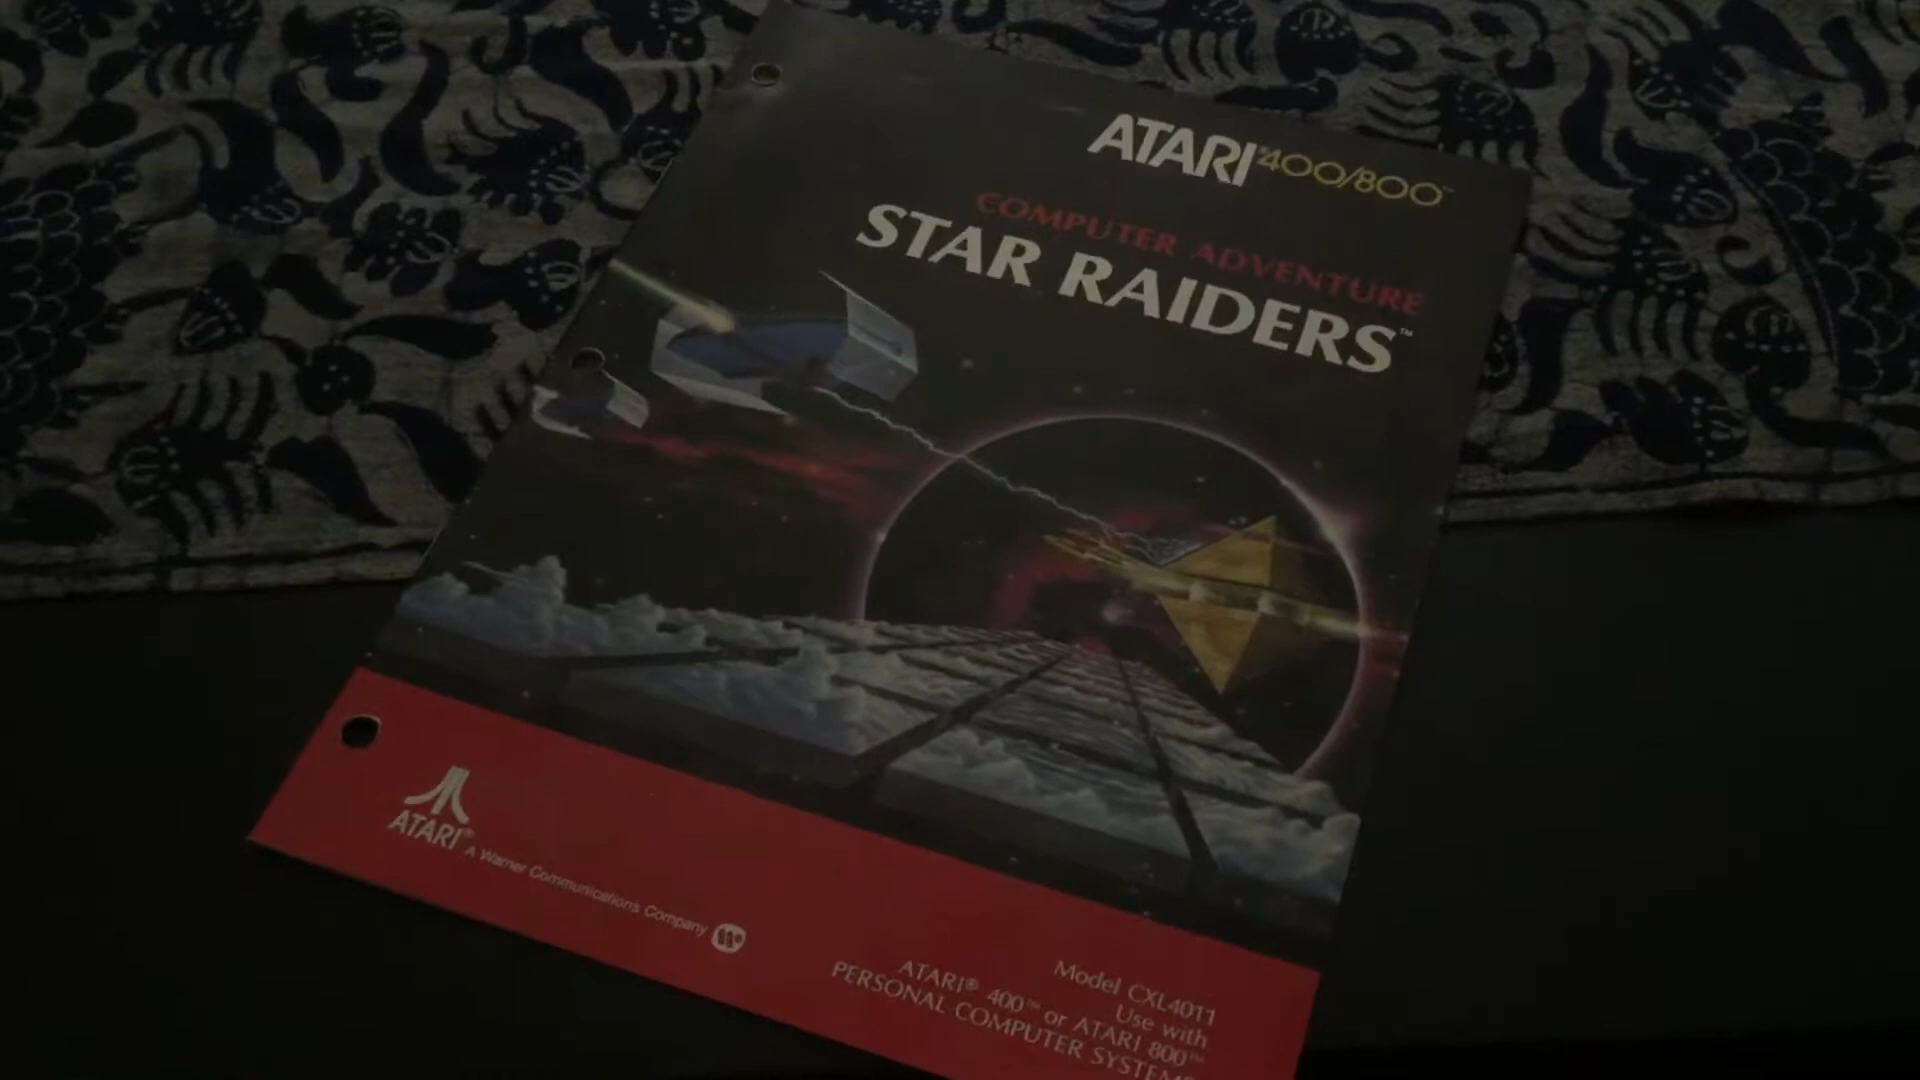 ATARI® 400/800™
COMPUTER ADVENTURE
STAR RAIDERS™
ATARI®
A Warner Communications Company
Model CXL4011
Use with
ATARI® 400™ or ATARI 800™
PERSONAL COMPUTER SYSTEMS